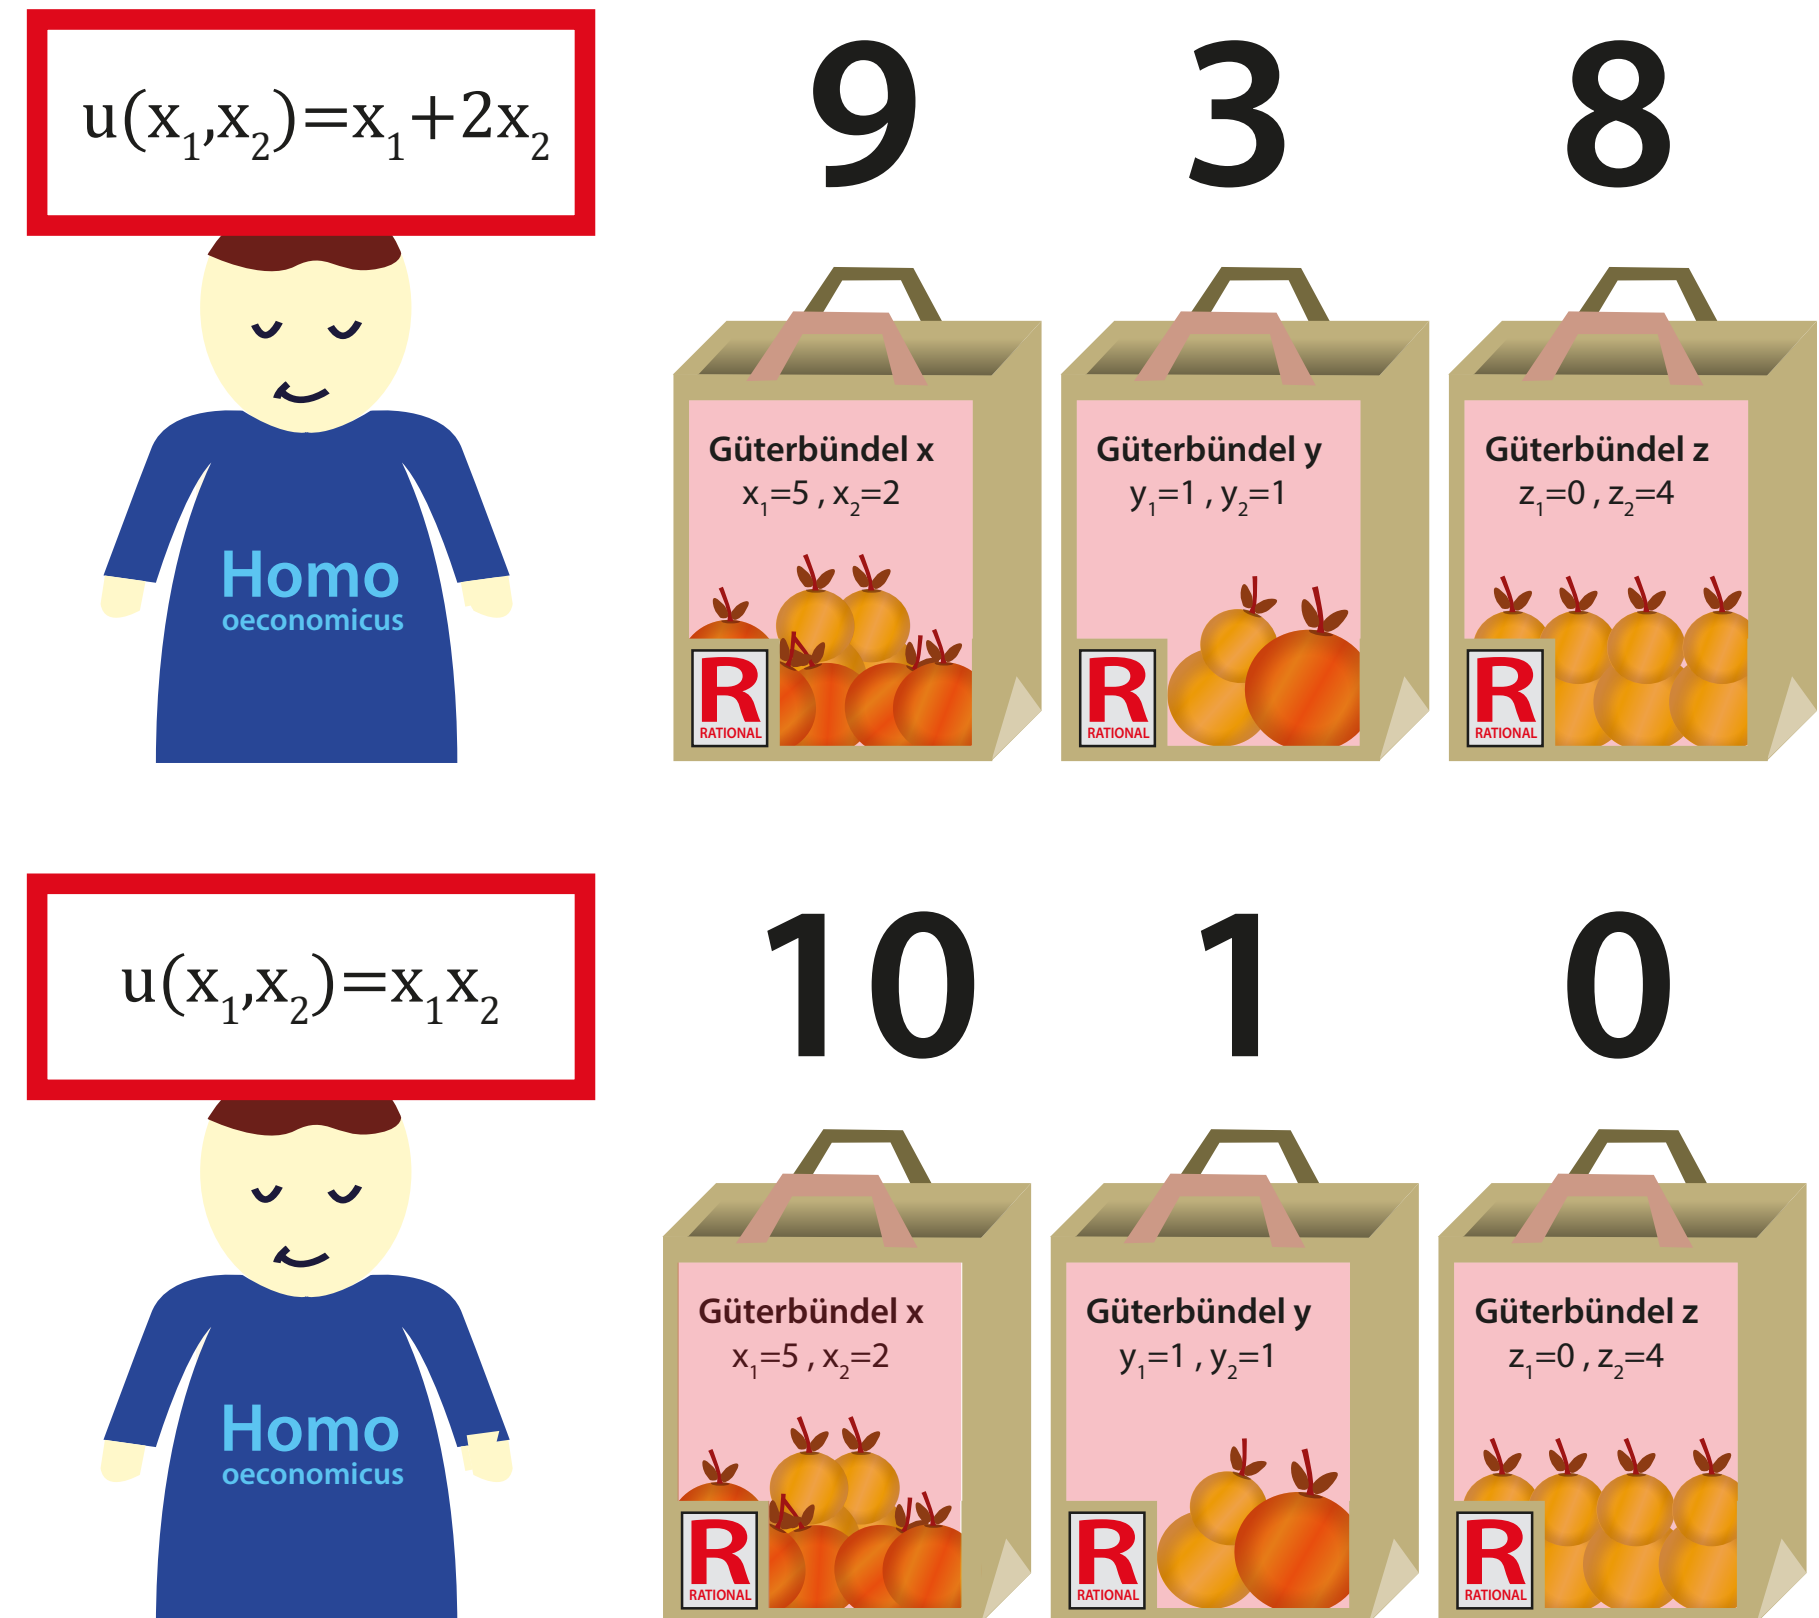 u(x₁,x₂)=x₁+2x₂
9 3 8
Güterbündel x
x₁=5 , x₂=2
Güterbündel y
y₁=1 , y₂=1
Güterbündel z
z₁=0 , z₂=4
Homo
oeconomicus
R
RATIONAL
R
RATIONAL
R
RATIONAL
u(x₁,x₂)=x₁x₂
10 1 0
Güterbündel x
x₁=5 , x₂=2
Güterbündel y
y₁=1 , y₂=1
Güterbündel z
z₁=0 , z₂=4
Homo
oeconomicus
R
RATIONAL
R
RATIONAL
R
RATIONAL